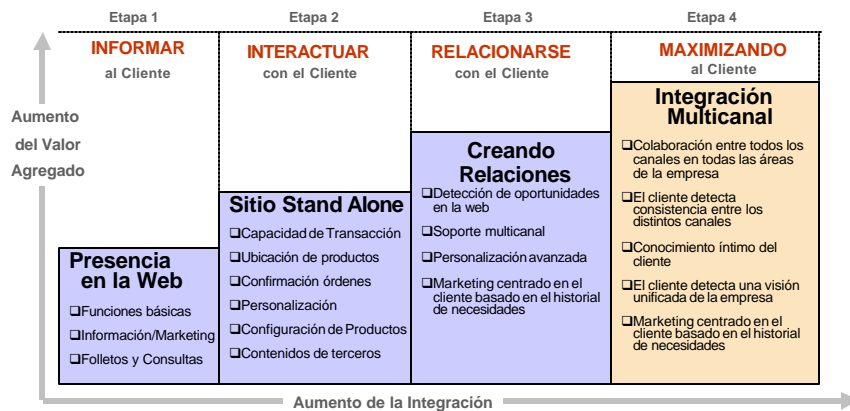 Etapa 1
Etapa 2
Etapa 3
Etapa 4
INFORMAR
al Cliente
INTERACTUAR
con el Cliente
RELACIONARSE
con el Cliente
MAXIMIZANDO
al Cliente
Aumento
del Valor
Agregado
Presencia
en la Web
❑Funciones básicas
❑Información/Marketing
❑Folletos y Consultas
Sitio Stand Alone
❑Capacidad de Transacción
❑Ubicación de productos
❑Confirmación órdenes
❑Personalización
❑Configuración de Productos
❑Contenidos de terceros
Creando
Relaciones
❑Detección de oportunidades
en la web
❑Soporte multicanal
❑Personalización avanzada
❑Marketing centrado en el
cliente basado en el historial
de necesidades
Integración
Multicanal
❑Colaboración entre todos los
canales en todas las áreas
de la empresa
❑El cliente detecta
consistencia entre los
distintos canales
❑Conocimiento íntimo del
cliente
❑El cliente detecta una visión
unificada de la empresa
❑Marketing centrado en el
cliente basado en el historial
de necesidades
Aumento de la Integración